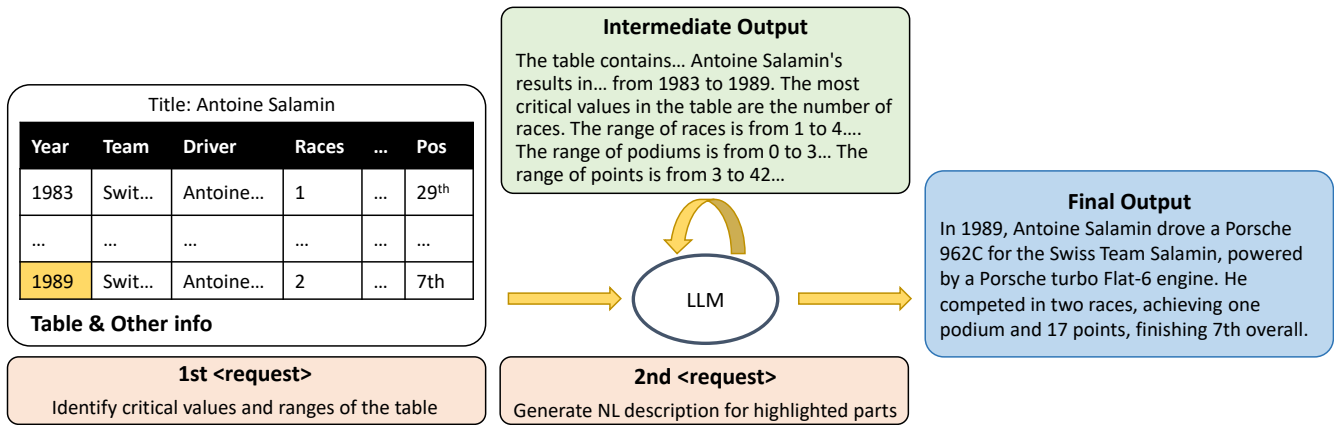 Title: Antoine Salamin
Year Team Driver Races ... Pos
1983 Swit... Antoine... 1 ... 29th
... ... ... ... ... ...
1989 Swit... Antoine... 2 ... 7th
Table & Other info
1st <request>
Identify critical values and ranges of the table
Intermediate Output
The table contains... Antoine Salamin's
results in... from 1983 to 1989. The most
critical values in the table are the number of
races. The range of races is from 1 to 4....
The range of podiums is from 0 to 3... The
range of points is from 3 to 42...
LLM
2nd <request>
Generate NL description for highlighted parts
Final Output
In 1989, Antoine Salamin drove a Porsche
962C for the Swiss Team Salamin, powered
by a Porsche turbo Flat-6 engine. He
competed in two races, achieving one
podium and 17 points, finishing 7th overall.